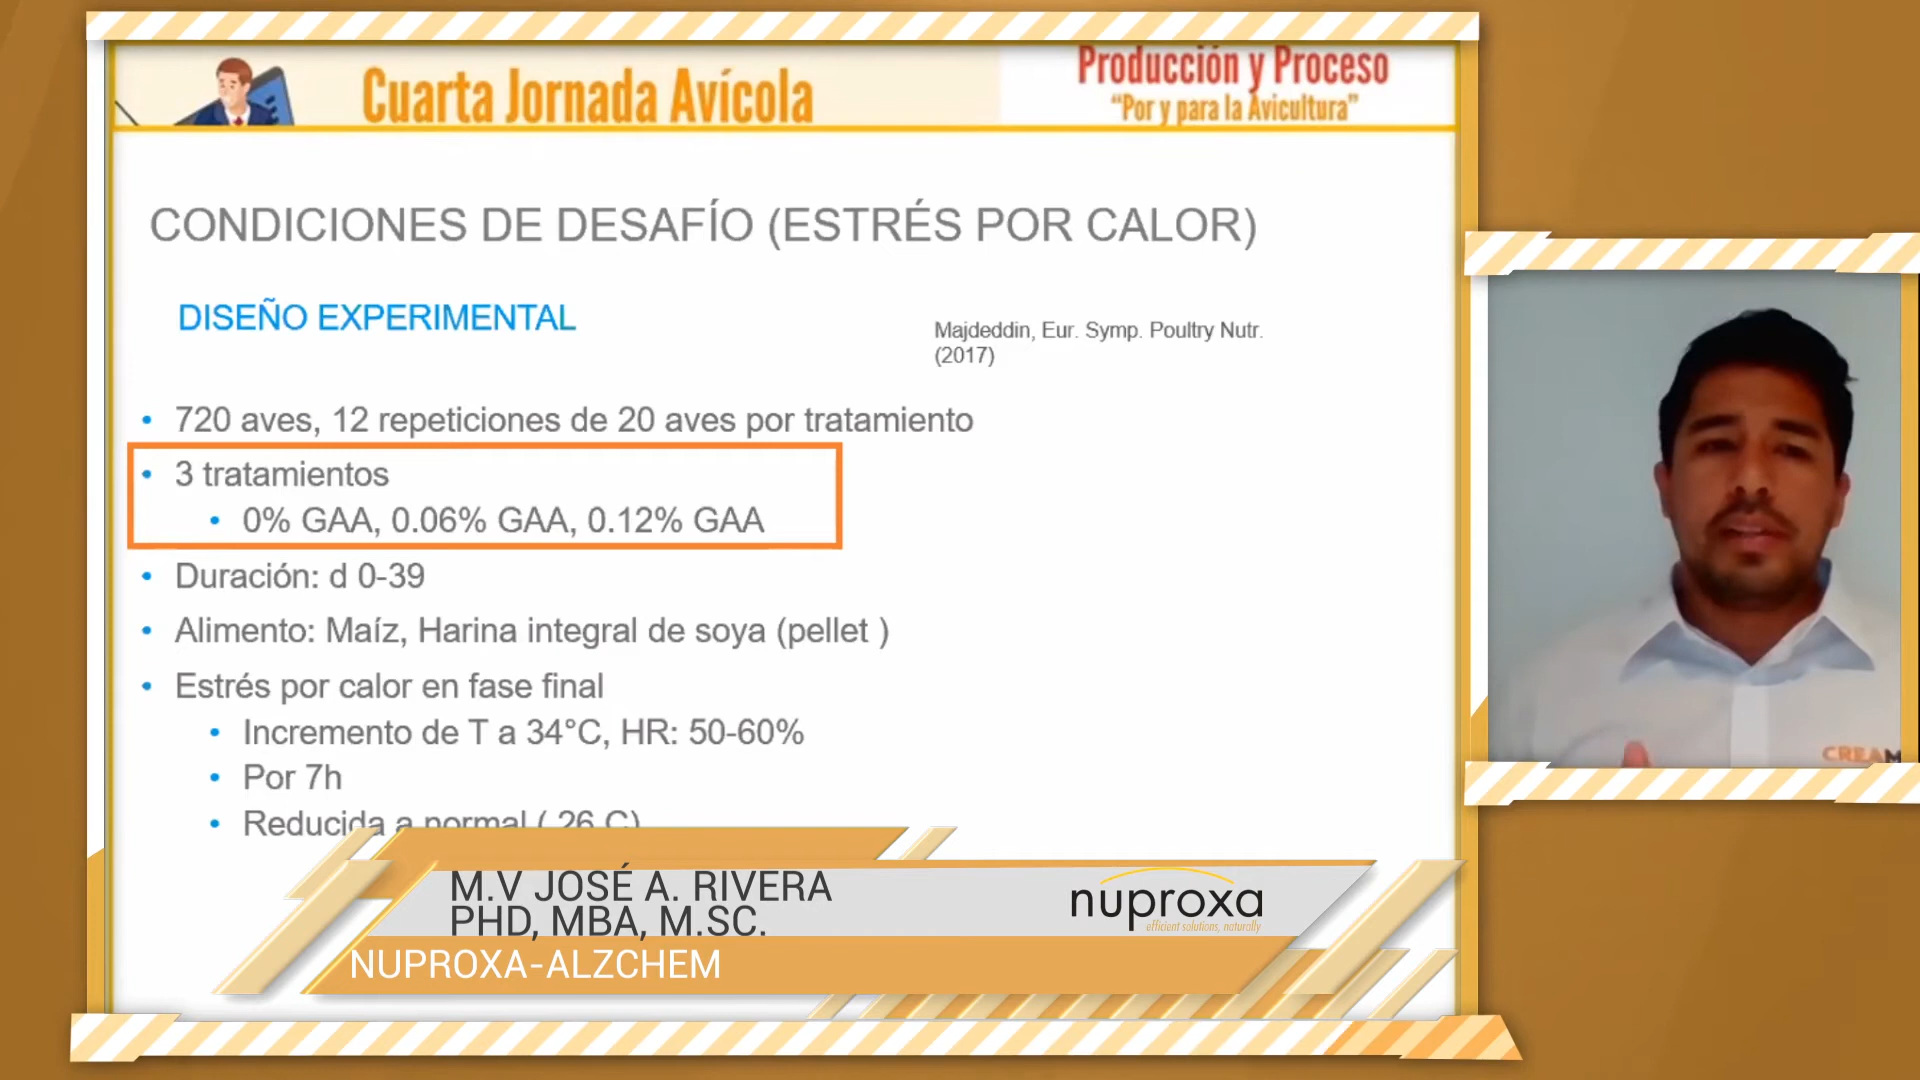 Cuarta Jornada Avícola
Producción y Proceso
“Por y para la Avicultura”
CONDICIONES DE DESAFÍO (ESTRÉS POR CALOR)
DISEÑO EXPERIMENTAL
Majdeddin, Eur. Symp. Poultry Nutr.
(2017)
• 720 aves, 12 repeticiones de 20 aves por tratamiento
• 3 tratamientos
• 0% GAA, 0.06% GAA, 0.12% GAA
• Duración: d 0-39
• Alimento: Maíz, Harina integral de soya (pellet )
• Estrés por calor en fase final
• Incremento de T a 34°C, HR: 50-60%
• Por 7h
• Reducida a normal ( 26 C)
M.V JOSÉ A. RIVERA
PHD, MBA, M.SC.
nuproxa
efficient solutions, naturally
NUPROXA-ALZCHEM
CREAM